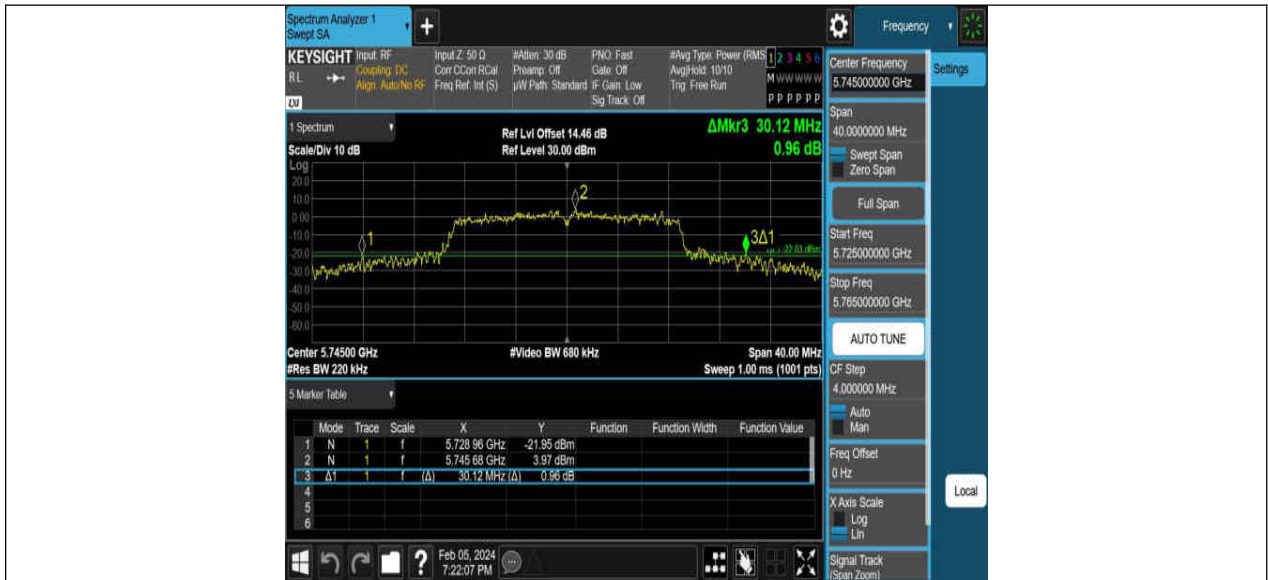 Spectrum Analyzer 1
Swept SA
+
Frequency
KEYSIGHT
RL
Input: RF
Coupling: DC
Align: Auto/No RF
Input Z: 50 Ω
Corr CCorr RCal
Freq Ref: Int (S)
#Atten: 30 dB
Preamp: Off
µW Path: Standard
PNO: Fast
Gate: Off
IF Gain: Low
Sig Track: Off
#Avg Type: Power (RMS
Avg|Hold: 10/10
Trig: Free Run
1 2 3 4 5 6
M W W W W W
P P P P P P
Center Frequency
5.745000000 GHz
Settings
Span
40.0000000 MHz
Swept Span
Zero Span
Full Span
Start Freq
5.725000000 GHz
Stop Freq
5.765000000 GHz
AUTO TUNE
CF Step
4.000000 MHz
Auto
Man
Freq Offset
0 Hz
X Axis Scale
Log
Lin
Signal Track
(Span Zoom)
Local
1 Spectrum
Scale/Div 10 dB
Ref Lvl Offset 14.46 dB
Ref Level 30.00 dBm
ΔMkr3 30.12 MHz
0.96 dB
Log
20.0
10.0
0.00
-10.0
-20.0
-30.0
-40.0
-50.0
-60.0
1
2
3Δ1
-22.03 dBm
Center 5.74500 GHz
#Video BW 680 kHz
Span 40.00 MHz
#Res BW 220 kHz
Sweep 1.00 ms (1001 pts)
5 Marker Table
Mode Trace Scale X Y Function Function Width Function Value
1 N 1 f 5.728 96 GHz -21.95 dBm
2 N 1 f 5.745 68 GHz 3.97 dBm
3 Δ1 1 f (Δ) 30.12 MHz (Δ) 0.96 dB
4
5
6
?
Feb 05, 2024
7:22:07 PM